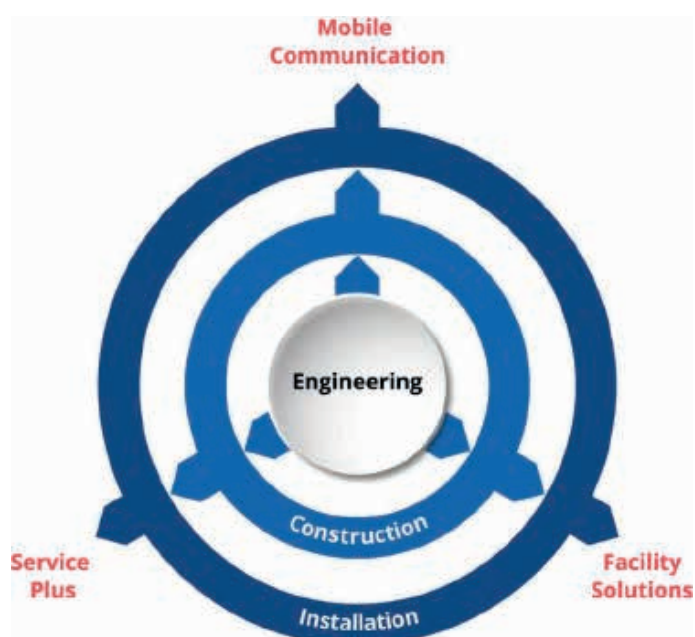 Mobile
Communication
Engineering
Construction
Service
Plus
Facility
Solutions
Installation